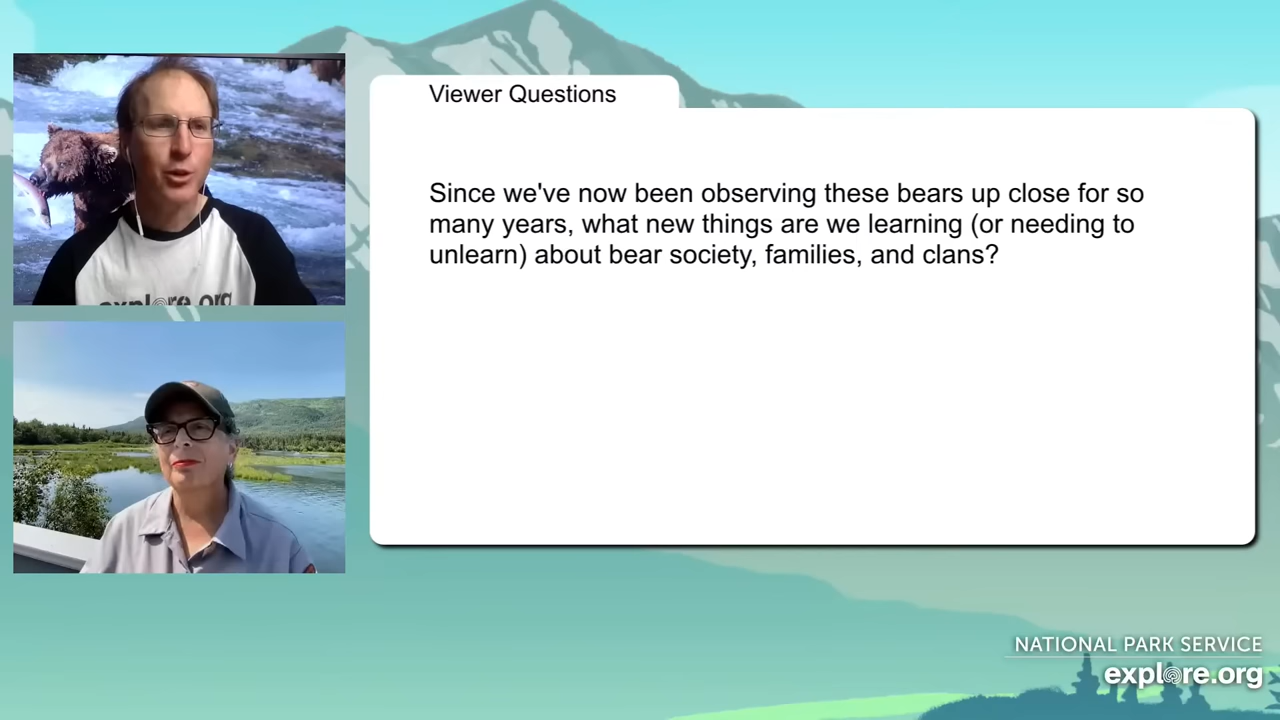 Viewer Questions
Since we've now been observing these bears up close for so
many years, what new things are we learning (or needing to
unlearn) about bear society, families, and clans?
explore.org
NATIONAL PARK SERVICE
explore.org